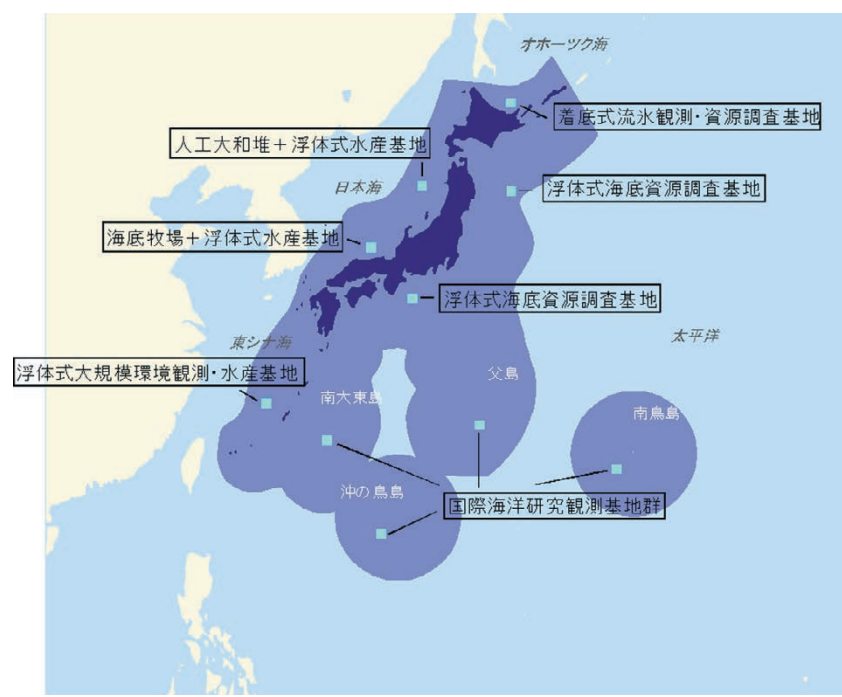 オホーツク海
着底式流氷観測・資源調査基地
人工大和堆＋浮体式水産基地
日本海
浮体式海底資源調査基地
海底牧場＋浮体式水産基地
浮体式海底資源調査基地
東シナ海
太平洋
浮体式大規模環境観測・水産基地
父島
南大東島
南鳥島
沖の鳥島
国際海洋研究観測基地群